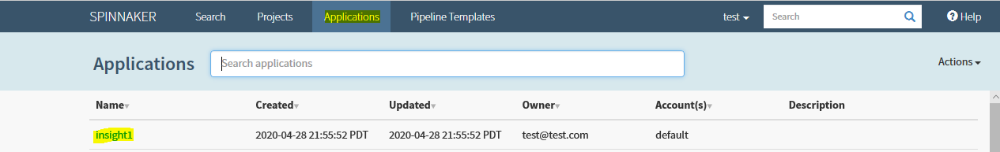 SPINNAKER Search Projects Applications Pipeline Templates test Search Help
Applications Search applications Actions
Name Created Updated Owner Account(s) Description
insight1 2020-04-28 21:55:52 PDT 2020-04-28 21:55:52 PDT test@test.com default